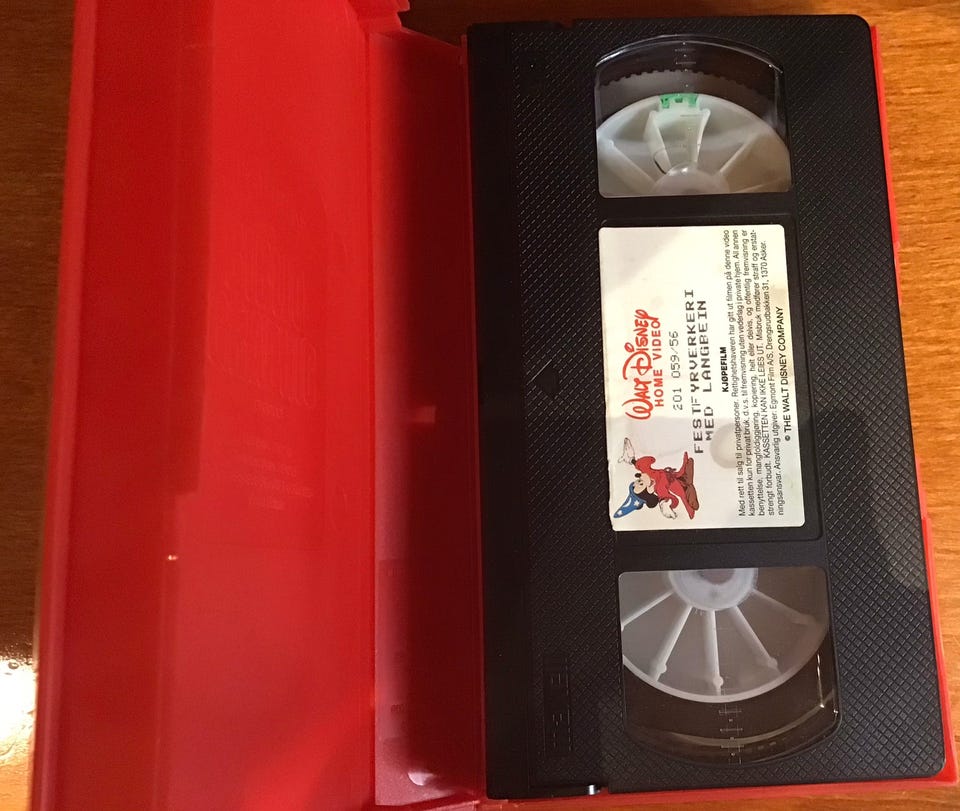 WALT DISNEY
HOME VIDEO
201 059/56
FESTFYRVERKERI
MED LANGBEIN
KJØPEFILM
Med rett til salg til privatpersoner. Rettighetshaveren har gitt ut filmen på denne video
kassetten kun for privat bruk, d.v.s. til fremvisning uten vederlag i private hjem. All annen
benyttelse, mangfoldiggjøring, kopiering, helt eller delvis, og offentlig fremvisning er
strengt forbudt. KASSETTEN KAN IKKE LEIES UT. Misbruk medfører straff og erstat-
ningsansvar. Ansvarlig utgiver: Egmont Film A/S, Drengsrudbakken 31, 1370 Asker.
© THE WALT DISNEY COMPANY